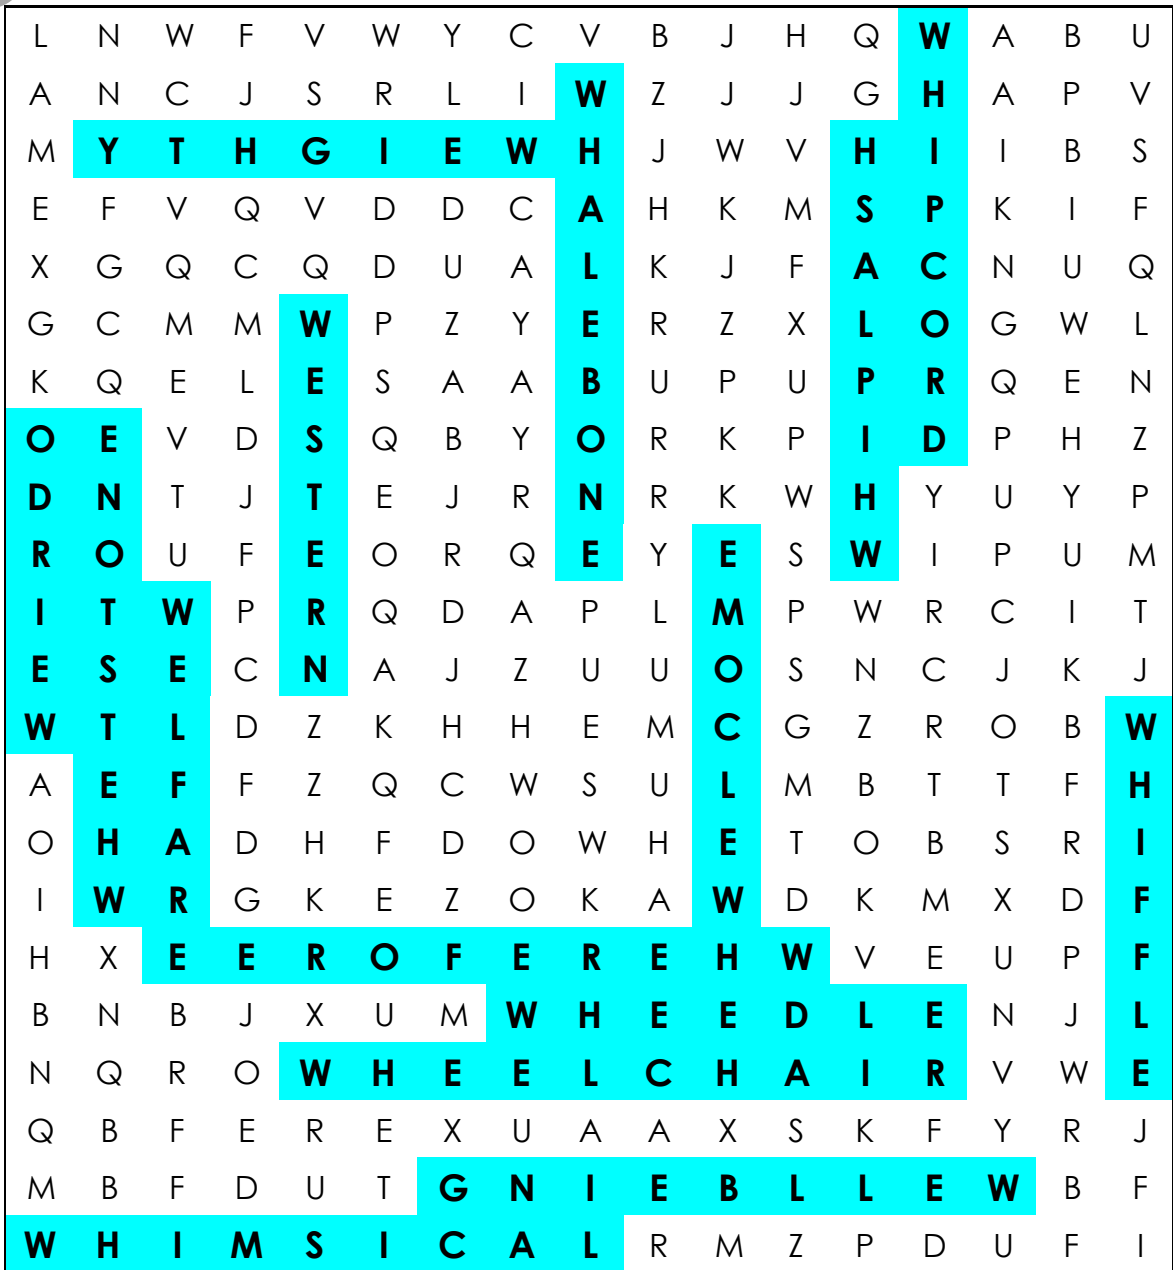 L N W F V W Y C V B J H Q W A B U
A N C J S R L I W Z J J G H A P V
M Y T H G I E W H J W V H I I B S
E F V Q V D D C A H K M S P K I F
X G Q C Q D U A L K J F A C N U Q
G C M M W P Z Y E R Z X L O G W L
K Q E L E S A A B U P U P R Q E N
O E V D S Q B Y O R K P I D P H Z
D N T J T E J R N R K W H Y U Y P
R O U F E O R Q E Y E S W I P U M
I T W P R Q D A P L M P W R C I T
E S E C N A J Z U U O S N C J K J
W T L D Z K H H E M C G Z R O B W
A E F F Z Q C W S U L M B T T F H
O H A D H F D O W H E T O B S R I
I W R G K E Z O K A W D K M X D F
H X E E R O F E R E H W V E U P F
B N B J X U M W H E E D L E N J L
N Q R O W H E E L C H A I R V W E
Q B F E R E X U A A X S K F Y R J
M B F D U T G N I E B L L E W B F
W H I M S I C A L R M Z P D U F I